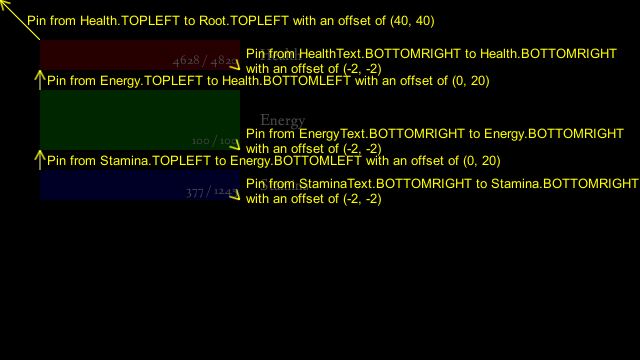 Pin from Health.TOPLEFT to Root.TOPLEFT with an offset of (40, 40)
4628 / 4820
Health
Pin from HealthText.BOTTOMRIGHT to Health.BOTTOMRIGHT
with an offset of (-2, -2)
Pin from Energy.TOPLEFT to Health.BOTTOMLEFT with an offset of (0, 20)
Energy
100 / 100
Pin from EnergyText.BOTTOMRIGHT to Energy.BOTTOMRIGHT
with an offset of (-2, -2)
Pin from Stamina.TOPLEFT to Energy.BOTTOMLEFT with an offset of (0, 20)
377 / 1243
Stamina
Pin from StaminaText.BOTTOMRIGHT to Stamina.BOTTOMRIGHT
with an offset of (-2, -2)